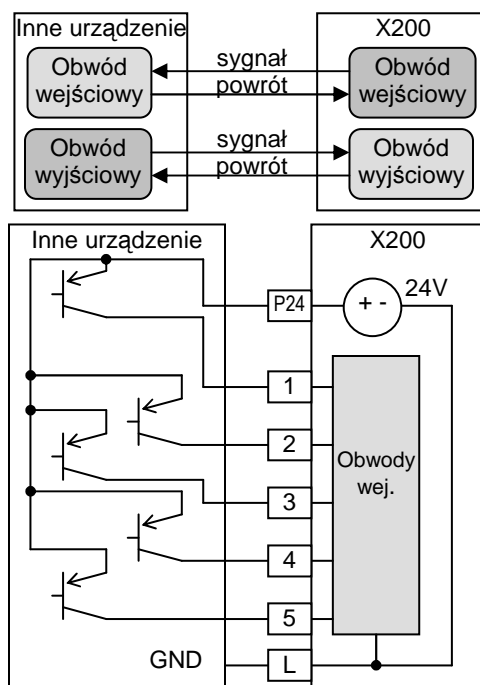 Inne urządzenie
X200
Obwód
wejściowy
sygnał
powrót
Obwód
wejściowy
Obwód
wyjściowy
sygnał
powrót
Obwód
wyjściowy
Inne urządzenie
X200
P24
+ -
24V
1
2
3
4
5
Obwody
wej.
GND
L